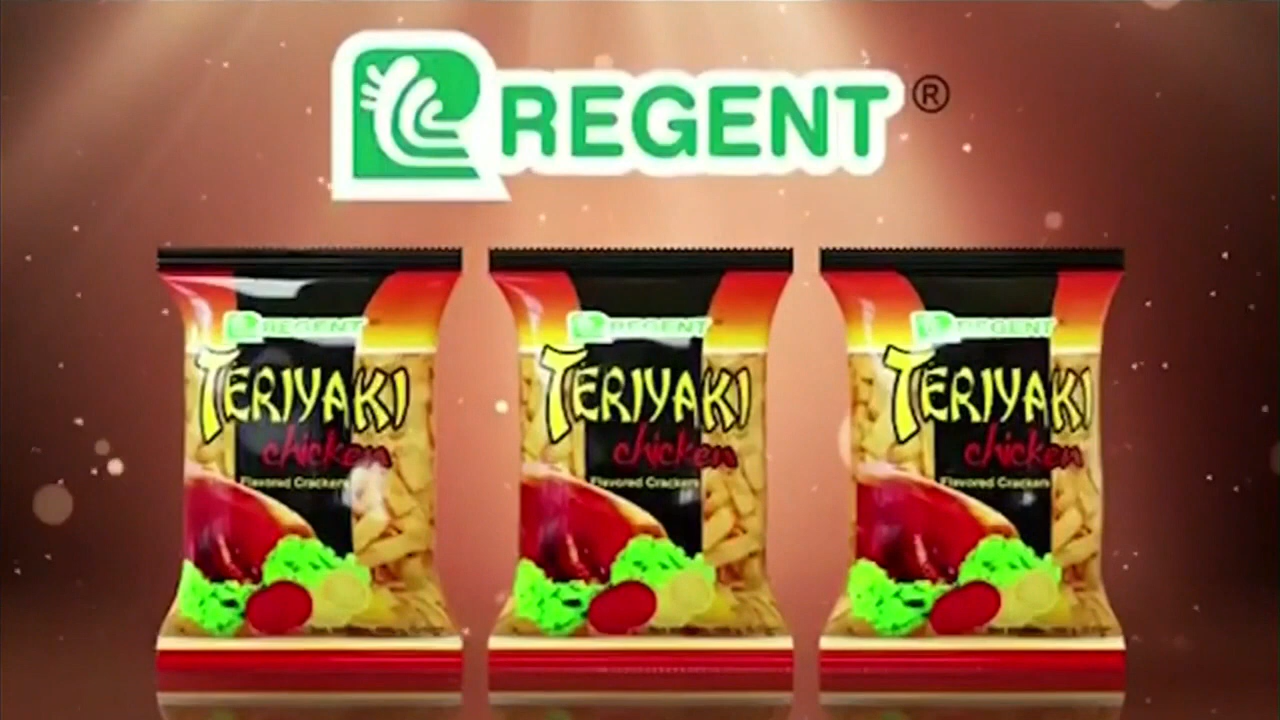 REGENT®
REGENT
TERIYAKI
chicken
Flavored Crackers
REGENT
TERIYAKI
chicken
Flavored Crackers
REGENT
TERIYAKI
chicken
Flavored Crackers